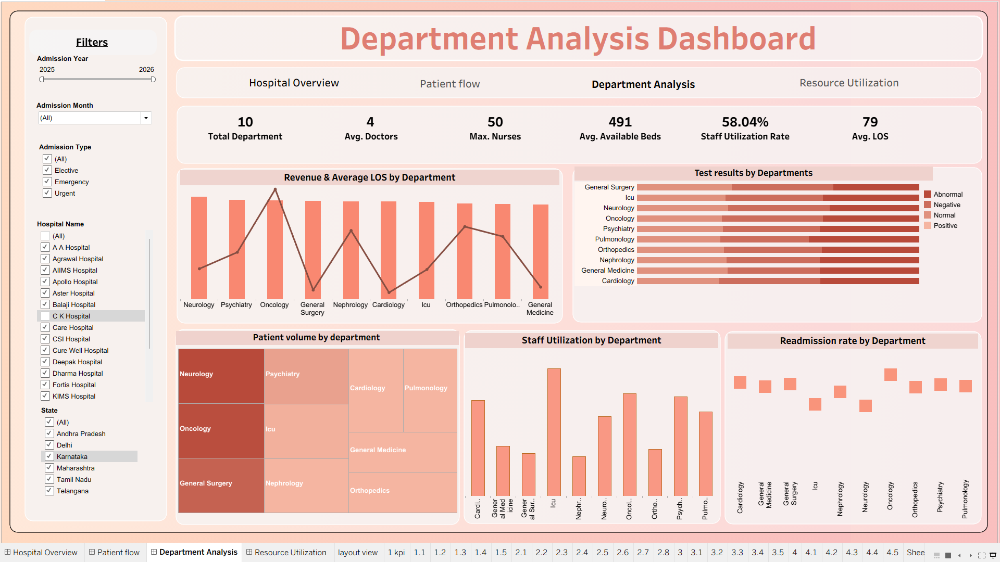 Filters
Admission Year
2025 2026
Admission Month
(All)
Admission Type
(All)
Elective
Emergency
Urgent
Hospital Name
(All)
A A Hospital
Agrawal Hospital
AIIMS Hospital
Apollo Hospital
Aster Hospital
Balaji Hospital
C K Hospital
Care Hospital
CSI Hospital
Cure Well Hospital
Deepak Hospital
Dharma Hospital
Fortis Hospital
KIMS Hospital
State
(All)
Andhra Pradesh
Delhi
Karnataka
Maharashtra
Tamil Nadu
Telangana
Department Analysis Dashboard
Hospital Overview Patient flow Department Analysis Resource Utilization
10 4 50 491 58.04% 79
Total Department Avg. Doctors Max. Nurses Avg. Available Beds Staff Utilization Rate Avg. LOS
Revenue & Average LOS by Department
Neurology Psychiatry Oncology General Nephrology Cardiology Icu Orthopedics Pulmonolo.. General
Surgery Medicine
Test results by Departments
General Surgery
Icu
Neurology
Oncology
Psychiatry
Pulmonology
Orthopedics
Nephrology
General Medicine
Cardiology
Abnormal
Negative
Normal
Positive
Patient volume by department
Neurology
Oncology
General Surgery
Psychiatry
Icu
Nephrology
Cardiology
Pulmonology
General Medicine
Orthopedics
Staff Utilization by Department
Cardi..
Gener
al Med
icine
Gener
al Sur..
Icu
Nephr..
Neuro..
Oncol..
Ortho..
Psych..
Pulmo..
Readmission rate by Department
Cardiology
General
Medicine
General
Surgery
Icu
Nephrology
Neurology
Oncology
Orthopedics
Psychiatry
Pulmonology
Hospital Overview Patient flow Department Analysis Resource Utilization layout view 1 kpi 1.1 1.2 1.3 1.4 1.5 2.1 2.2 2.3 2.4 2.5 2.6 2.7 2.8 3 3.1 3.2 3.3 3.4 3.5 4 4.1 4.2 4.3 4.4 4.5 Shee